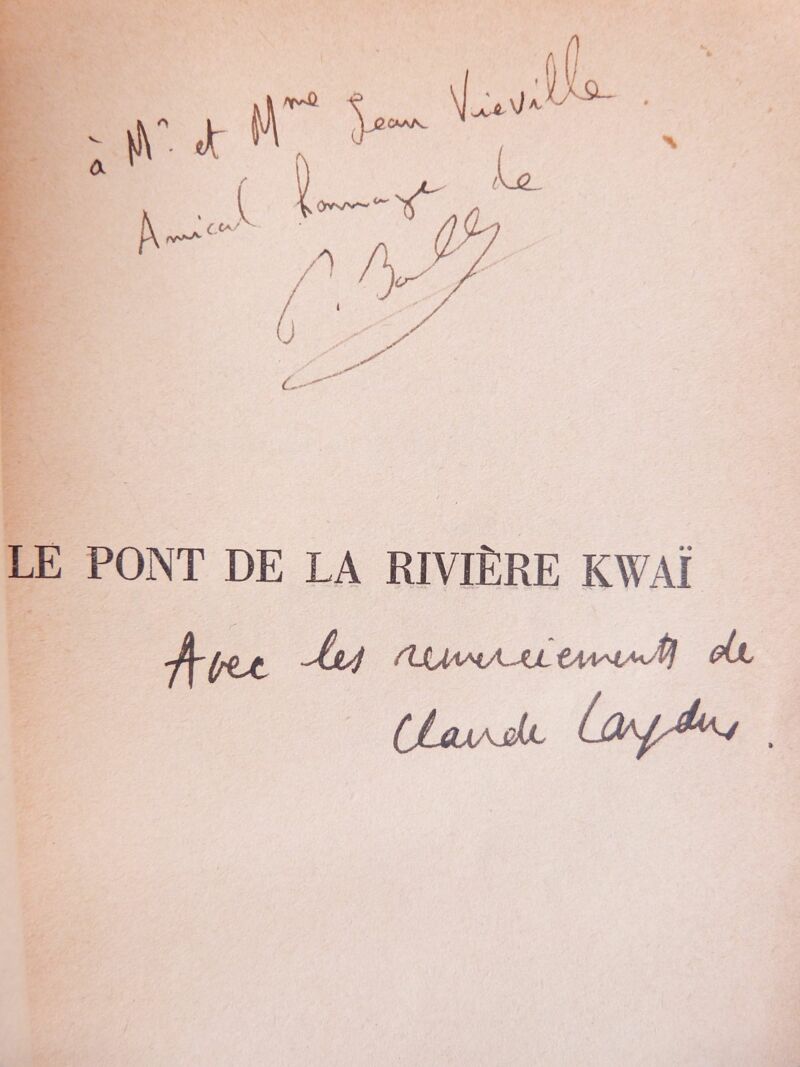 à Mr. et Mme Jean Vieville.
Amical hommage de
P. Boulle
LE PONT DE LA RIVIÈRE KWAÏ
Avec les remerciements de
Claude